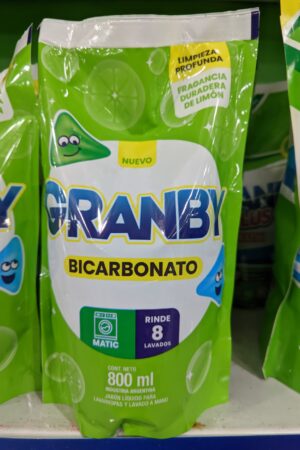 LIMPIEZA
PROFUNDA
FRAGANCIA
DURADERA
DE LIMÓN
NUEVO
GRANBY
BICARBONATO
MATIC
RINDE
8
LAVADOS
CONT. NETO
800 ml
INDUSTRIA ARGENTINA
JABÓN LÍQUIDO PARA
LAVARROPAS Y LAVADO A MANO